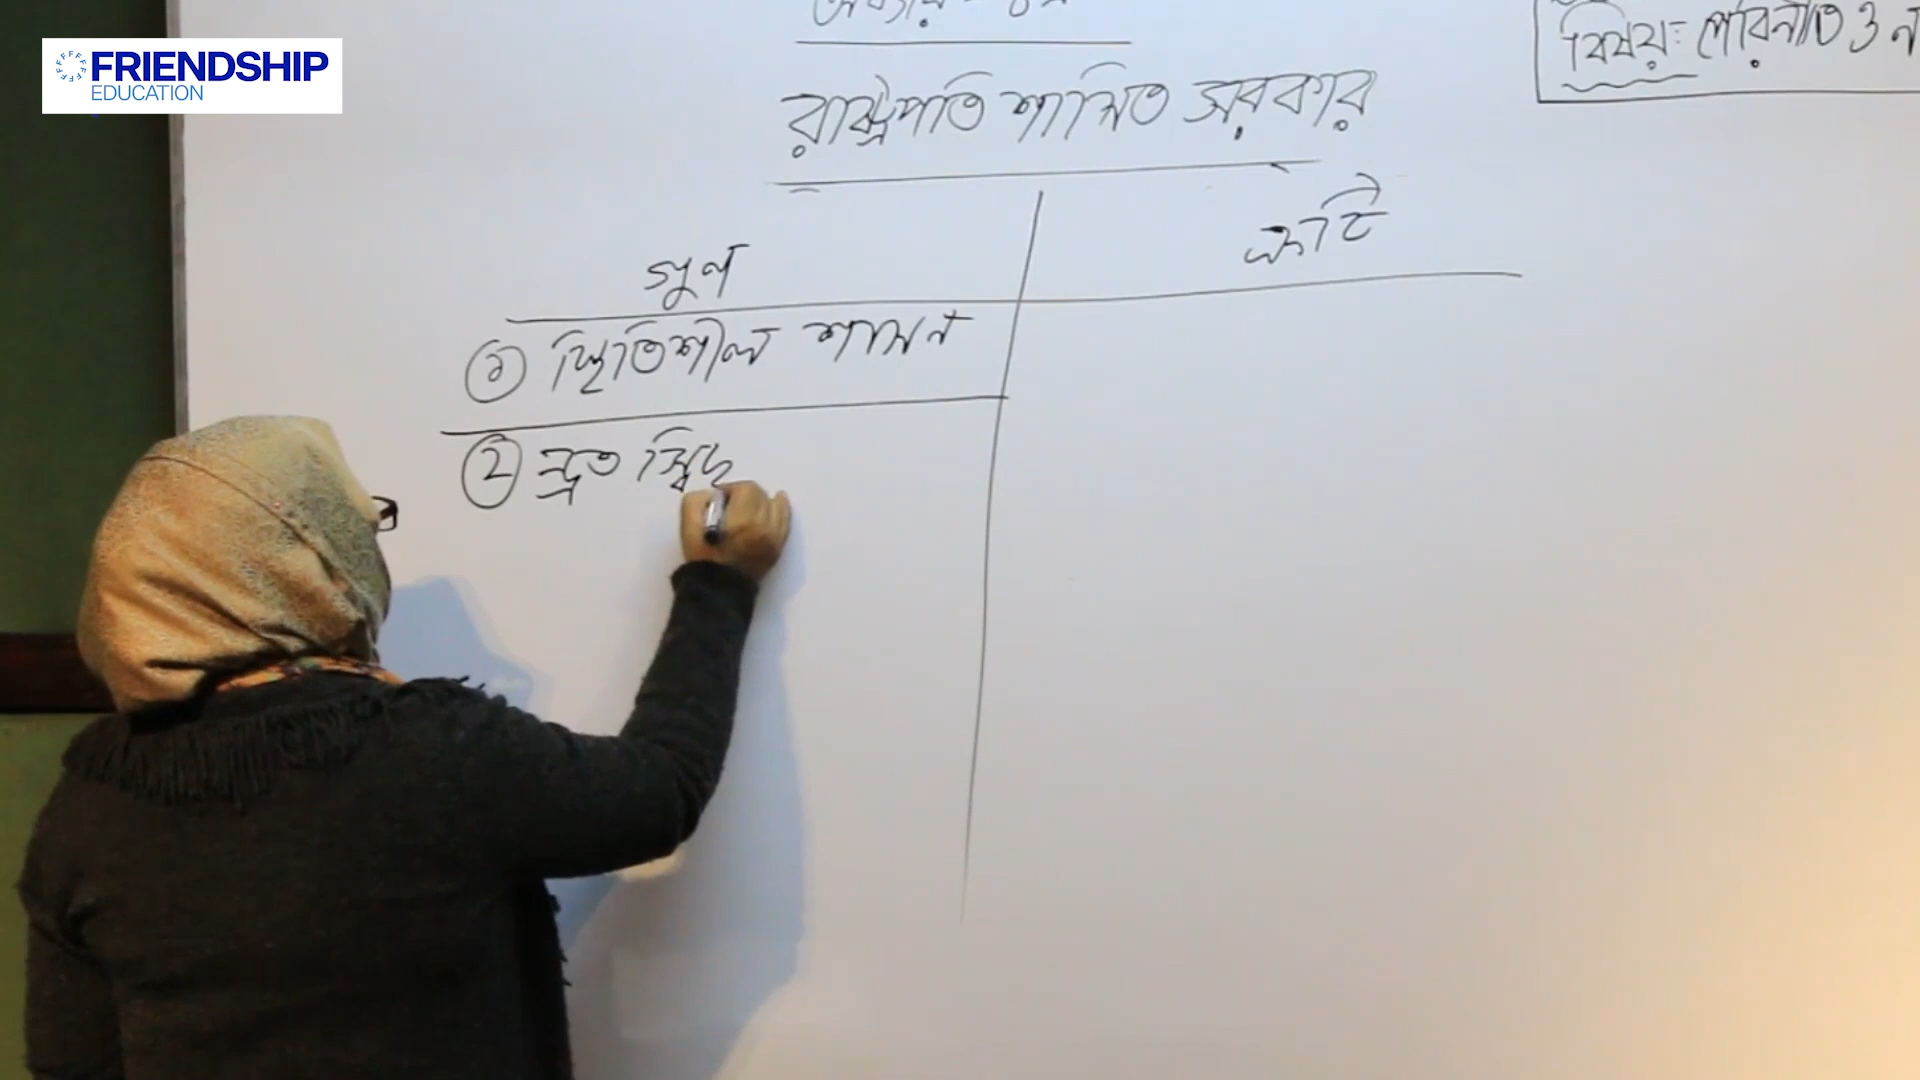 FRIENDSHIP
EDUCATION
বিষয়: পৌরনীতি ও
রাষ্ট্রপতি শাসিত সরকার
গুণ
ত্রুটি
① স্থিতিশীল শাসন
② দ্রুত